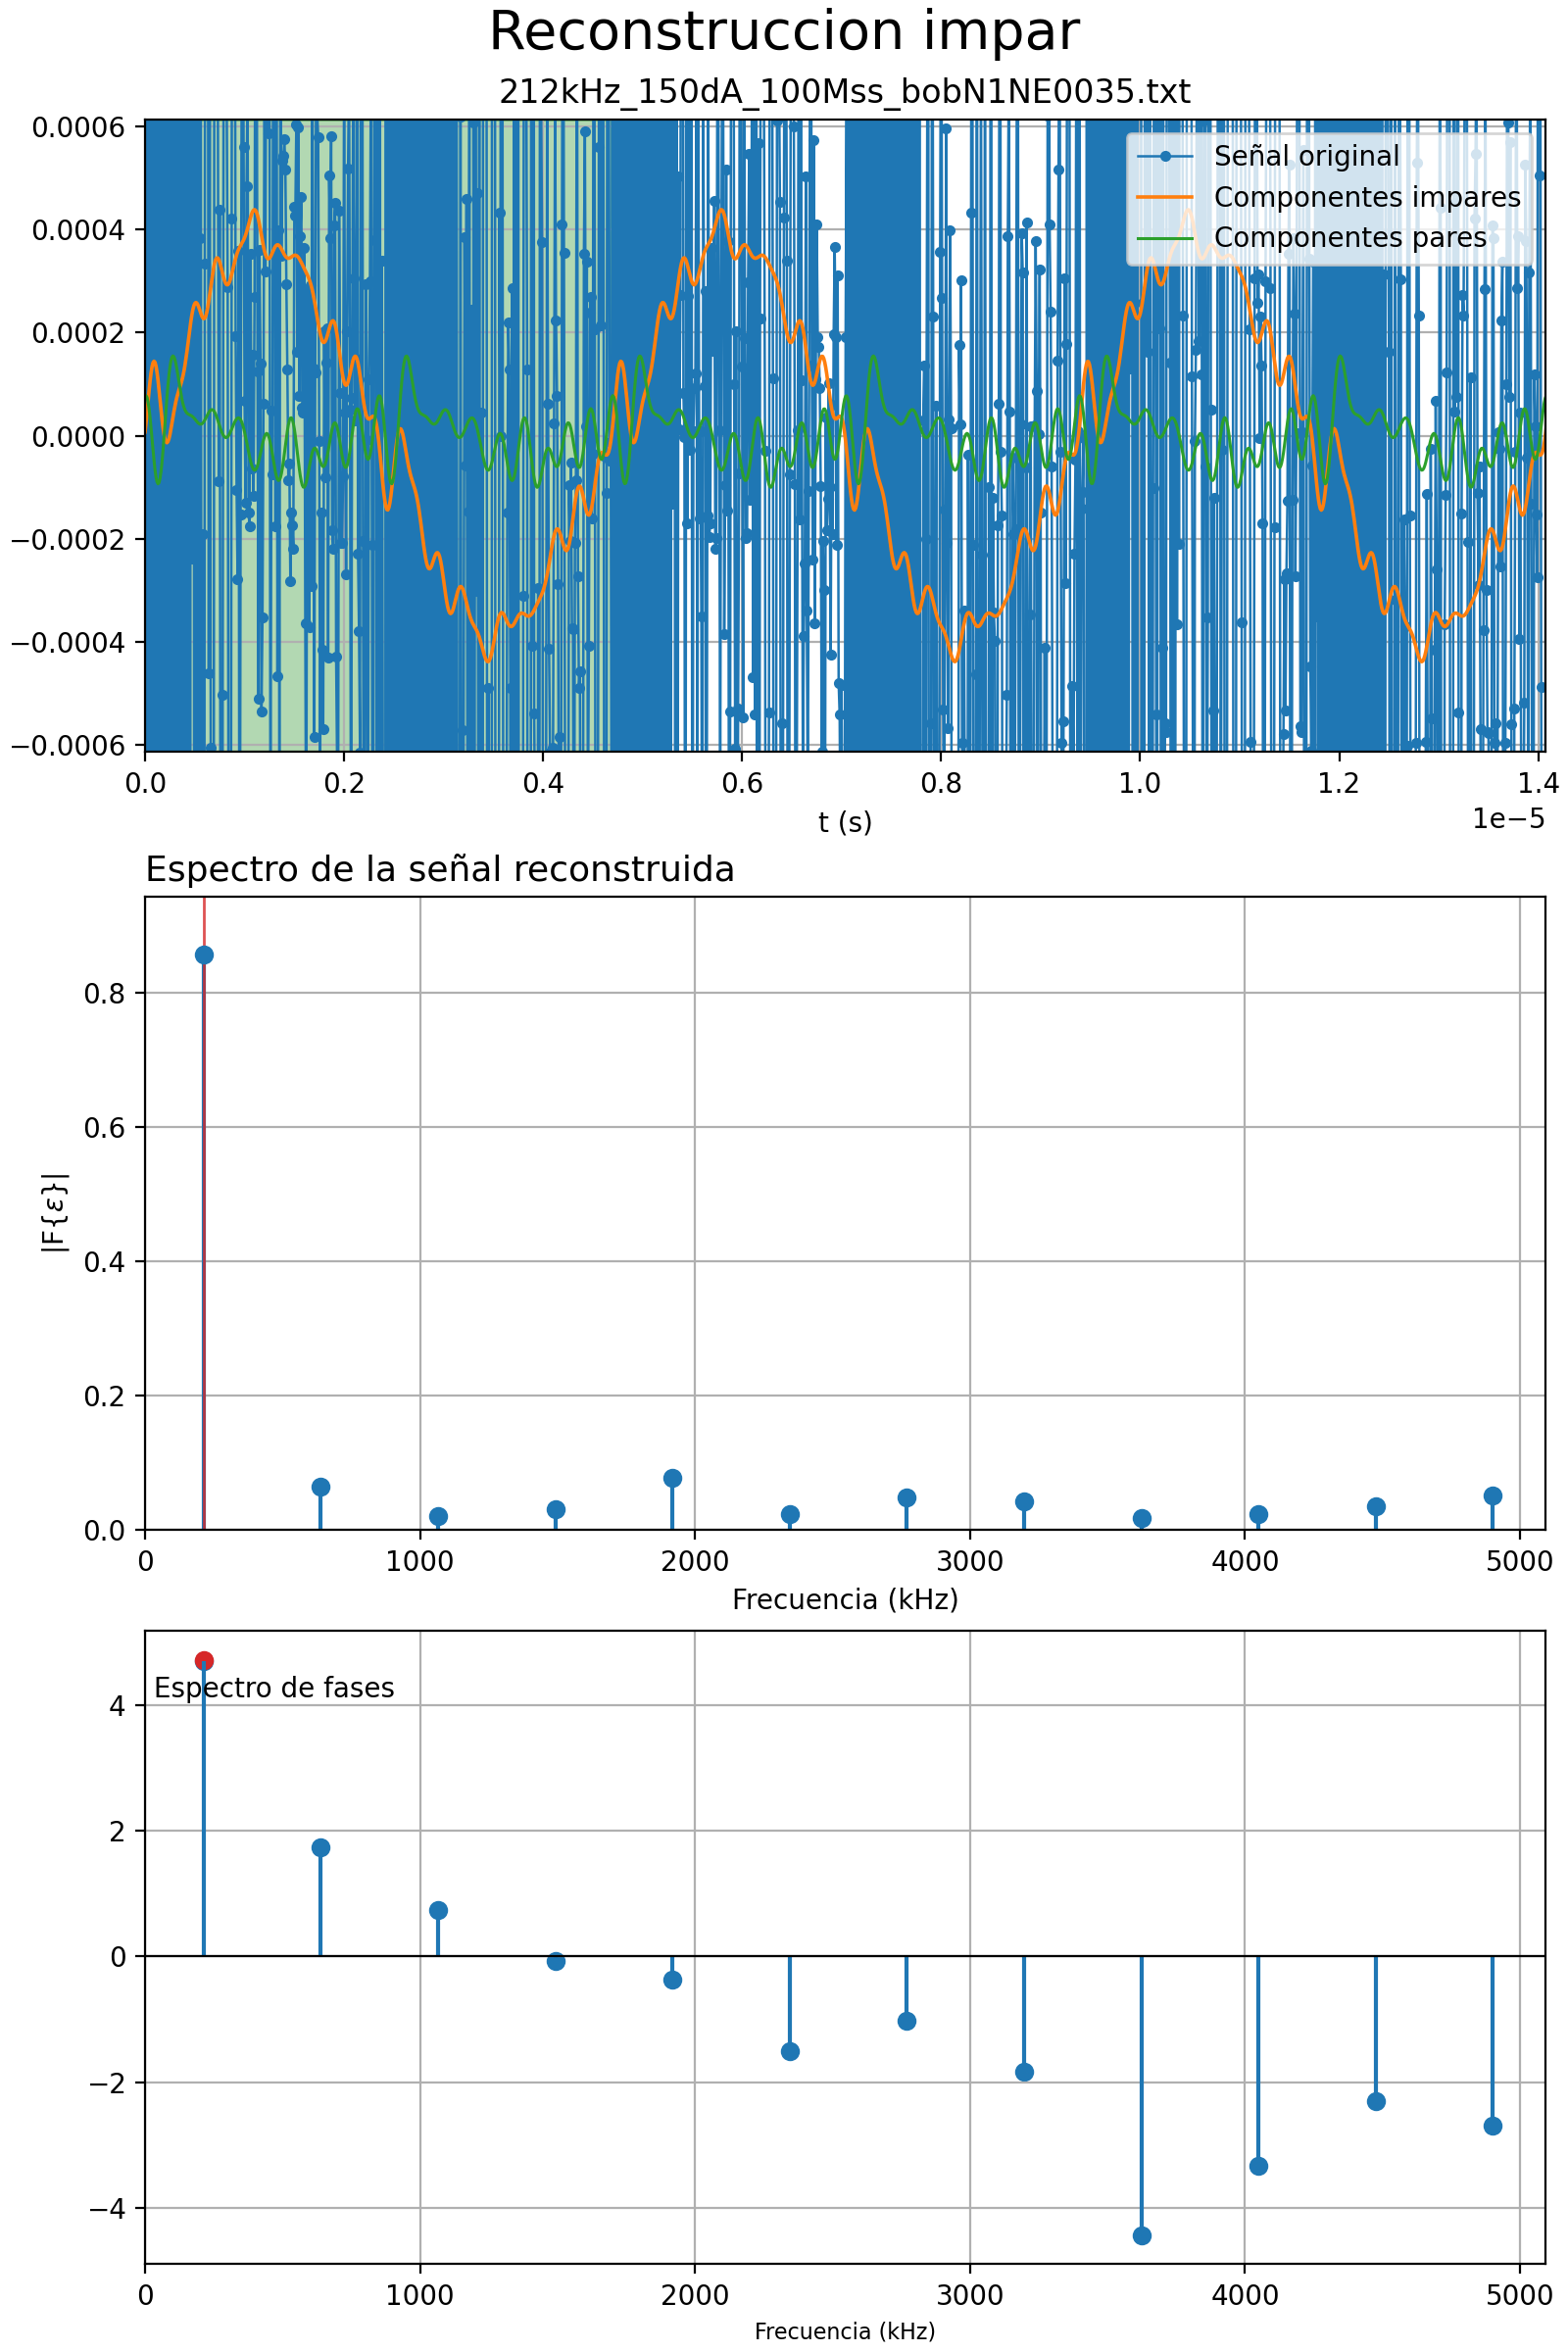 Reconstruccion impar
212kHz_150dA_100Mss_bobN1NE0035.txt
0.0006
0.0004
0.0002
0.0000
−0.0002
−0.0004
−0.0006
Señal original
Componentes impares
Componentes pares
0.0 0.2 0.4 0.6 0.8 1.0 1.2 1.4
1e−5
t (s)
Espectro de la señal reconstruida
0.8
0.6
0.4
0.2
0.0
|F{ε}|
0 1000 2000 3000 4000 5000
Frecuencia (kHz)
Espectro de fases
4
2
0
−2
−4
0 1000 2000 3000 4000 5000
Frecuencia (kHz)